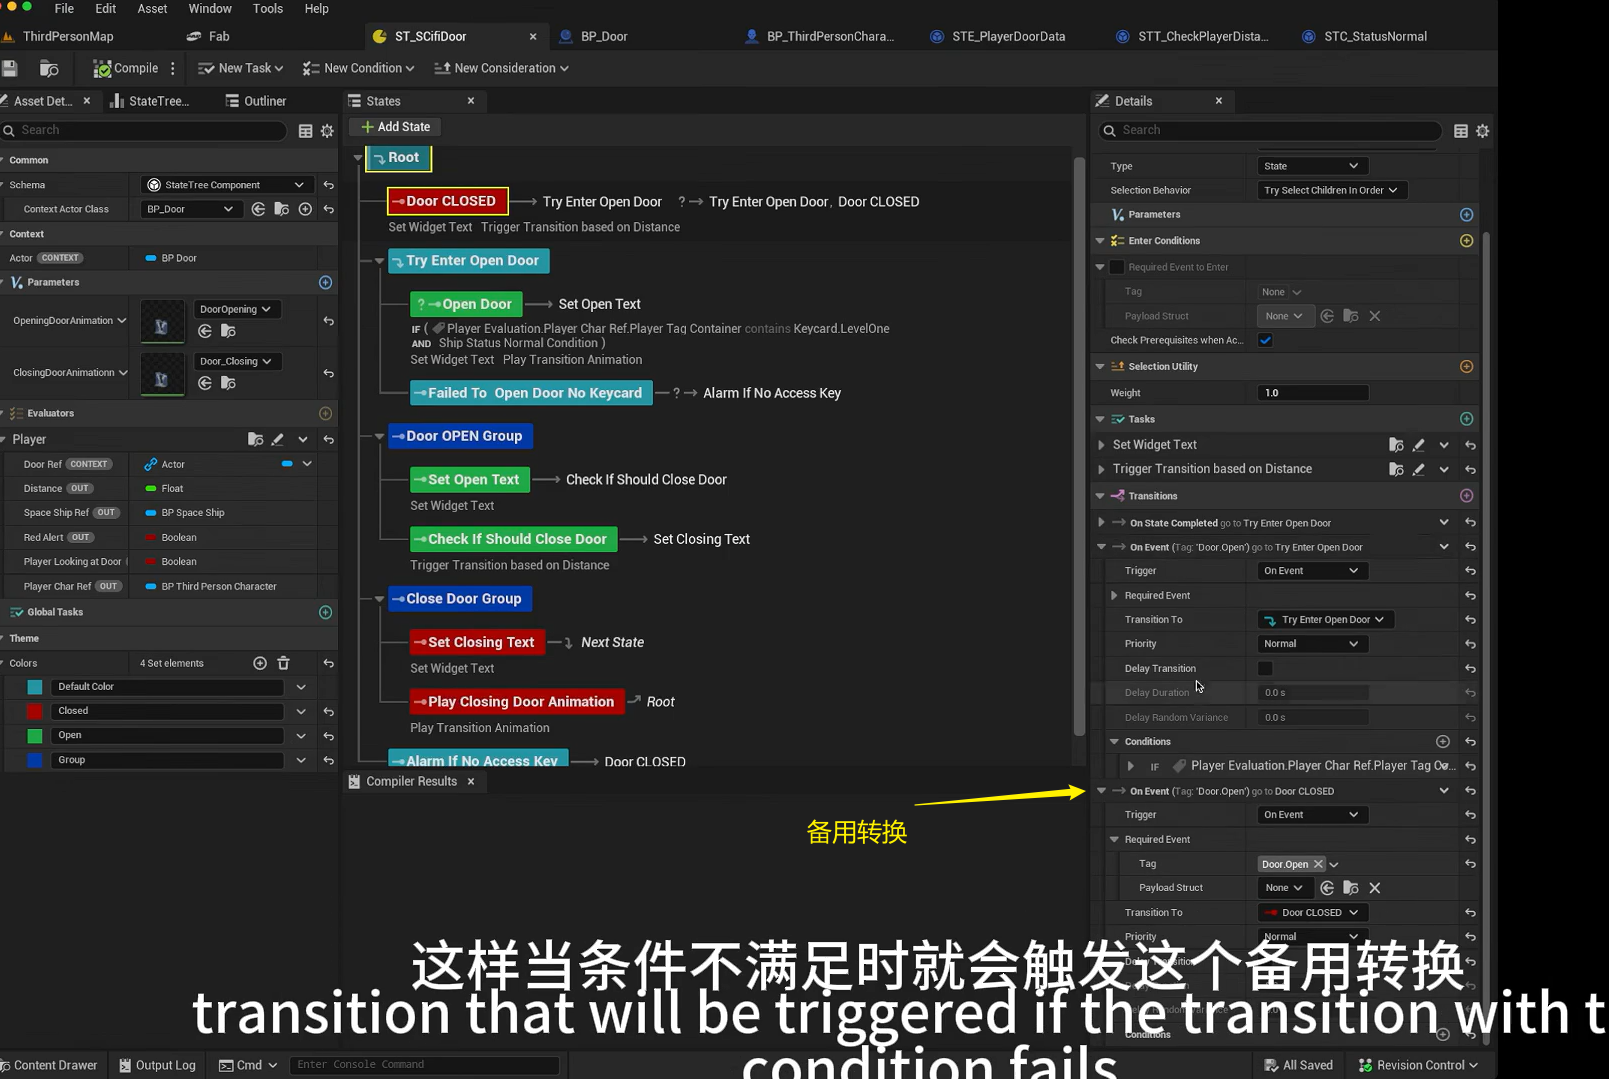 File Edit Asset Window Tools Help
ThirdPersonMap Fab ST_SCifiDoor × BP_Door BP_ThirdPersonChara... STE_PlayerDoorData STT_CheckPlayerDista... STC_StatusNormal
Compile New Task New Condition New Consideration
Asset Det... × StateTree... Outliner
Search
Common
Schema StateTree Component
Context Actor Class BP_Door
Context
Actor CONTEXT BP Door
Parameters
OpeningDoorAnimation DoorOpening
ClosingDoorAnimationn Door_Closing
Evaluators
Player
Door Ref CONTEXT Actor
Distance OUT Float
Space Ship Ref OUT BP Space Ship
Red Alert OUT Boolean
Player Looking at Door Boolean
Player Char Ref OUT BP Third Person Character
Global Tasks
Theme
Colors 4 Set elements
Default Color
Closed
Open
Group
States ×
+ Add State
Root
Door CLOSED → Try Enter Open Door ? → Try Enter Open Door, Door CLOSED
Set Widget Text Trigger Transition based on Distance
Try Enter Open Door
? Open Door → Set Open Text
IF ( Player Evaluation.Player Char Ref.Player Tag Container contains Keycard.LevelOne
AND Ship Status Normal Condition )
Set Widget Text Play Transition Animation
Failed To Open Door No Keycard ? → Alarm If No Access Key
Door OPEN Group
Set Open Text → Check If Should Close Door
Set Widget Text
Check If Should Close Door → Set Closing Text
Trigger Transition based on Distance
Close Door Group
Set Closing Text Next State
Set Widget Text
Play Closing Door Animation Root
Play Transition Animation
Alarm If No Access Key → Door CLOSED
Compiler Results ×
备用转换
Details ×
Search
Type State
Selection Behavior Try Select Children In Order
Parameters
Enter Conditions
Required Event to Enter
Tag None
Payload Struct None
Check Prerequisites when Ac...
Selection Utility
Weight 1.0
Tasks
Set Widget Text
Trigger Transition based on Distance
Transitions
On State Completed go to Try Enter Open Door
On Event (Tag: 'Door.Open') go to Try Enter Open Door
Trigger On Event
Required Event
Transition To Try Enter Open Door
Priority Normal
Delay Transition
Delay Duration 0.0 s
Delay Random Variance 0.0 s
Conditions
IF Player Evaluation.Player Char Ref.Player Tag Co...
On Event (Tag: 'Door.Open') go to Door CLOSED
Trigger On Event
Required Event
Tag Door.Open ×
Payload Struct None
Transition To Door CLOSED
Priority Normal
Conditions
这样当条件不满足时就会触发这个备用转换
transition that will be triggered if the transition with t
condition fails
Content Drawer Output Log Cmd Enter Console Command All Saved Revision Control